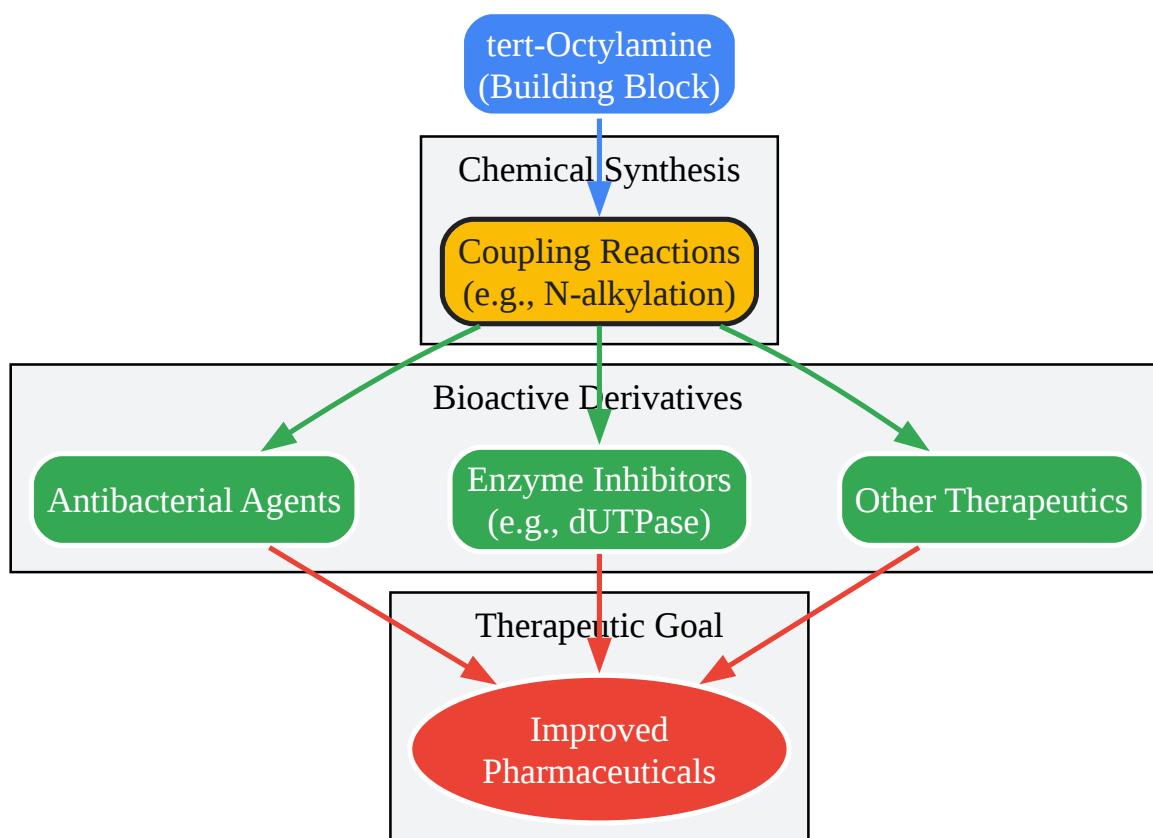 tert-Octylamine
(Building Block)
Chemical Synthesis
Coupling Reactions
(e.g., N-alkylation)
Bioactive Derivatives
Antibacterial Agents
Enzyme Inhibitors
(e.g., dUTPase)
Other Therapeutics
Therapeutic Goal
Improved
Pharmaceuticals